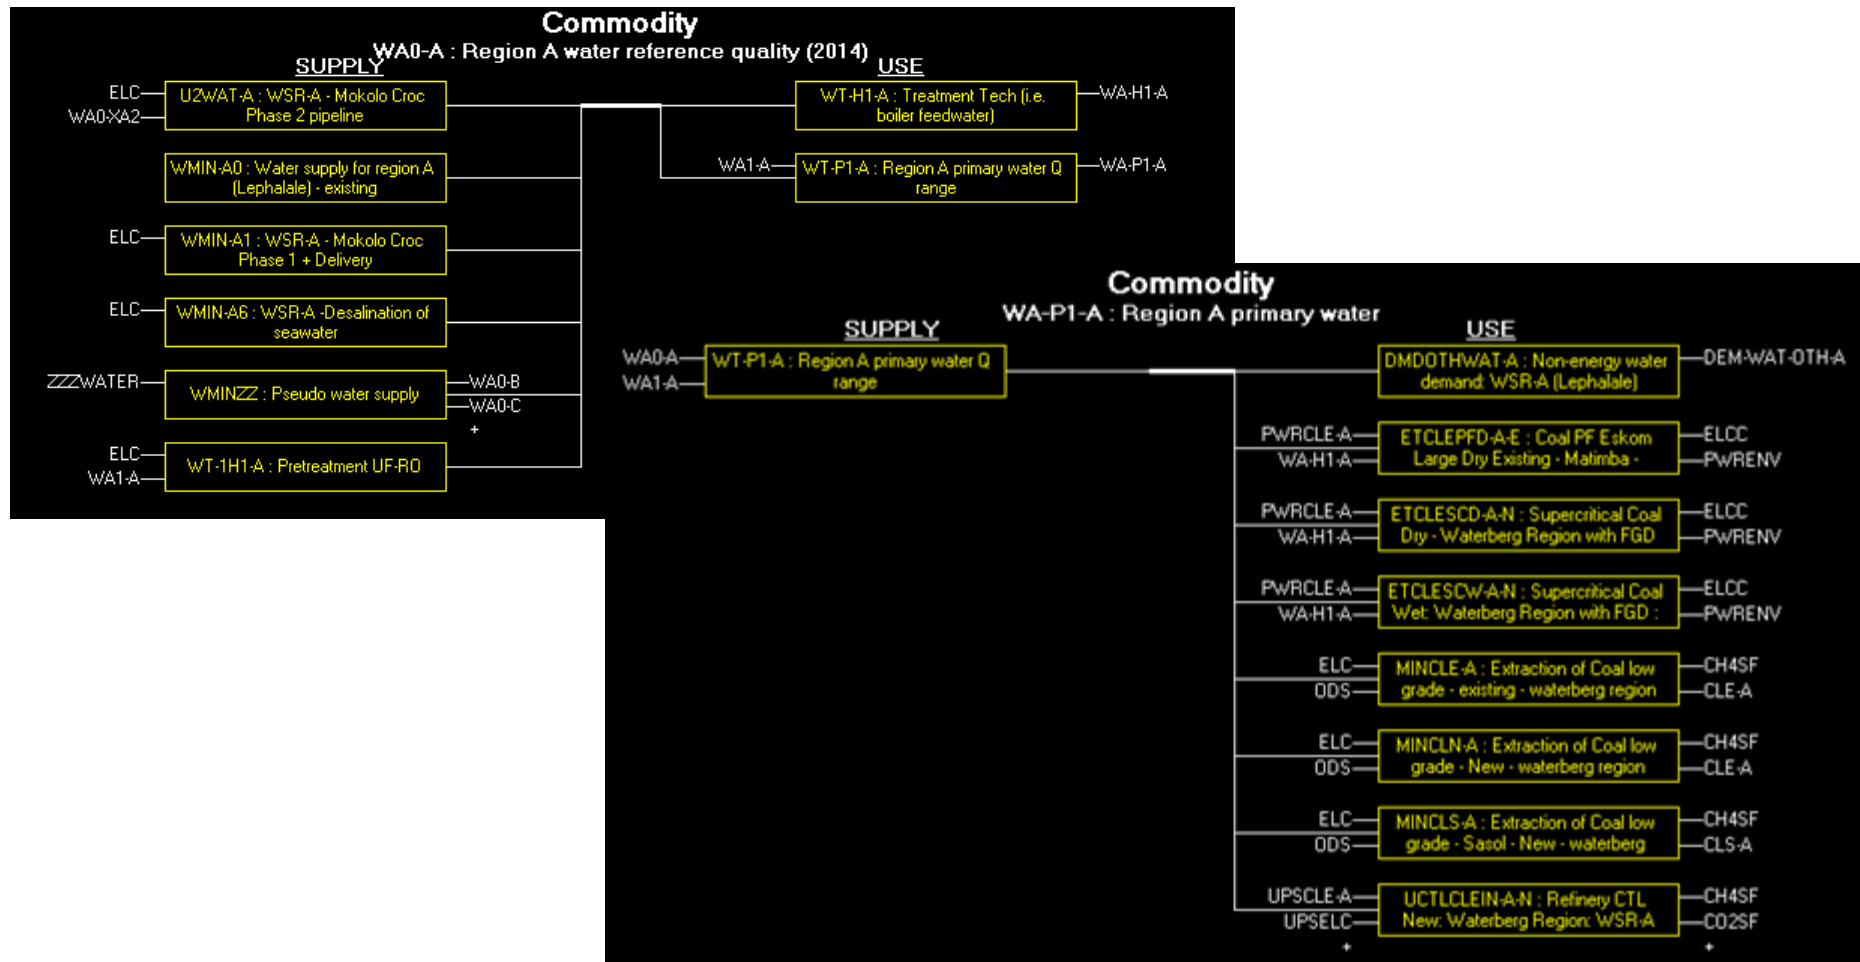 Commodity
WA0-A : Region A water reference quality (2014)
SUPPLY
USE
ELC
WA0-XA2
U2WAT-A : WSR-A - Mokolo Croc
Phase 2 pipeline
WT-H1-A : Treatment Tech (i.e.
boiler feedwater)
WA-H1-A
WMIN-A0 : Water supply for region A
(Lephalale) - existing
WA1-A
WT-P1-A : Region A primary water Q
range
WA-P1-A
ELC
WMIN-A1 : WSR-A - Mokolo Croc
Phase 1 + Delivery
ELC
WMIN-A6 : WSR-A -Desalination of
seawater
ZZZWATER
WMINZZ : Pseudo water supply
WA0-B
WA0-C
+
ELC
WA1-A
WT-1H1-A : Pretreatment UF-RO
Commodity
WA-P1-A : Region A primary water
SUPPLY
USE
WA0-A
WA1-A
WT-P1-A : Region A primary water Q
range
DMDOTHWAT-A : Non-energy water
demand: WSR-A (Lephalale)
DEM-WAT-OTH-A
PWRCLE-A
WA-H1-A
ETCLEPFD-A-E : Coal PF Eskom
Large Dry Existing - Matimba -
ELCC
PWRENV
PWRCLE-A
WA-H1-A
ETCLESCD-A-N : Supercritical Coal
Dry - Waterberg Region with FGD
ELCC
PWRENV
PWRCLE-A
WA-H1-A
ETCLESCW-A-N : Supercritical Coal
Wet: Waterberg Region with FGD :
ELCC
PWRENV
ELC
ODS
MINCLE-A : Extraction of Coal low
grade - existing - waterberg region
CH4SF
CLE-A
ELC
ODS
MINCLN-A : Extraction of Coal low
grade - New - waterberg region
CH4SF
CLE-A
ELC
ODS
MINCLS-A : Extraction of Coal low
grade - Sasol - New - waterberg
CH4SF
CLS-A
UPSCLE-A
UPSELC
+
UCTLCLEIN-A-N : Refinery CTL
New: Waterberg Region: WSR-A
CH4SF
CO2SF
+